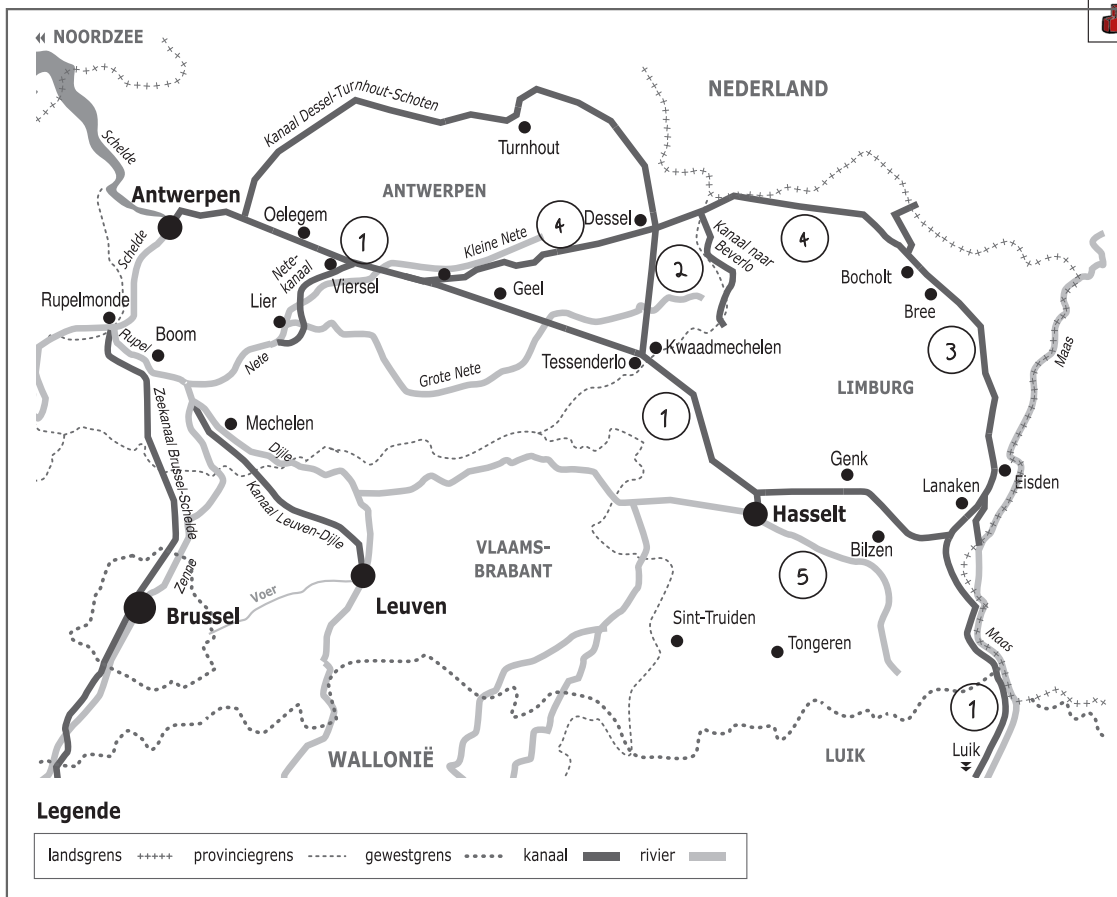 NOORDZEE
NEDERLAND
Kanaal Dessel-Turnhout-Schoten
Schelde
Turnhout
Antwerpen
ANTWERPEN
Oelegem
1
4
Dessel
Kleine Nete
Kanaal naar
Beverlo
4
Schelde
Nete-
kanaal
Viersel
2
Bocholt
Geel
Bree
Rupelmonde
Lier
Rupel
Boom
Nete
Kwaadmechelen
3
Maas
Tessenderlo
Grote Nete
LIMBURG
Zeekanaal Brussel-Schelde
Mechelen
1
Dijle
Genk
Kanaal Leuven-Dijle
Lanaken
Eisden
Hasselt
Bilzen
VLAAMS-
BRABANT
5
Zenne
Voer
Leuven
Brussel
Sint-Truiden
Tongeren
Maas
1
WALLONIË
LUIK
Luik
Legende
landsgrens provinciegrens gewestgrens kanaal rivier